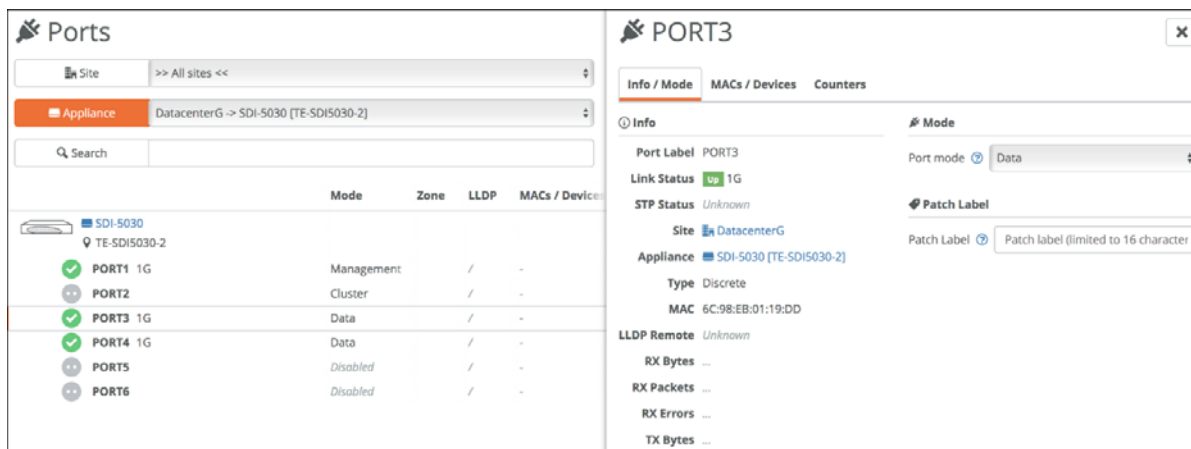 Ports
Site >> All sites <<
Appliance DatacenterG -> SDI-5030 [TE-SDI5030-2]
Search
Mode Zone LLDP MACs / Devices
SDI-5030
TE-SDI5030-2
PORT1 1G Management / -
PORT2 Cluster / -
PORT3 1G Data / -
PORT4 1G Data / -
PORT5 Disabled / -
PORT6 Disabled / -
PORT3
Info / Mode MACs / Devices Counters
Info
Port Label PORT3
Link Status Up 1G
STP Status Unknown
Site DatacenterG
Appliance SDI-5030 [TE-SDI5030-2]
Type Discrete
MAC 6C:98:EB:01:19:DD
LLDP Remote Unknown
RX Bytes ...
RX Packets ...
RX Errors ...
TX Bytes ...
Mode
Port mode Data
Patch Label
Patch Label Patch label (limited to 16 character